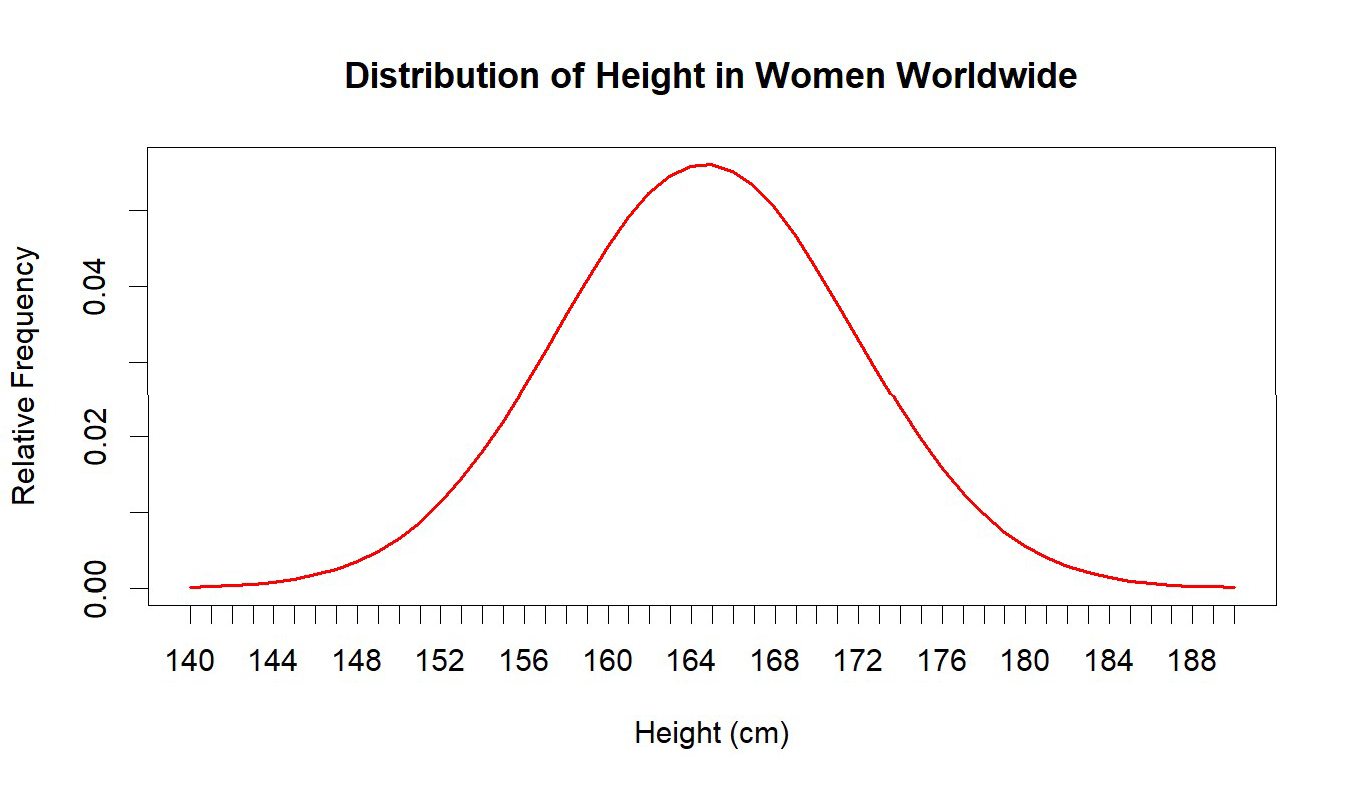 Distribution of Height in Women Worldwide
Relative Frequency
0.04
0.02
0.00
140 144 148 152 156 160 164 168 172 176 180 184 188
Height (cm)